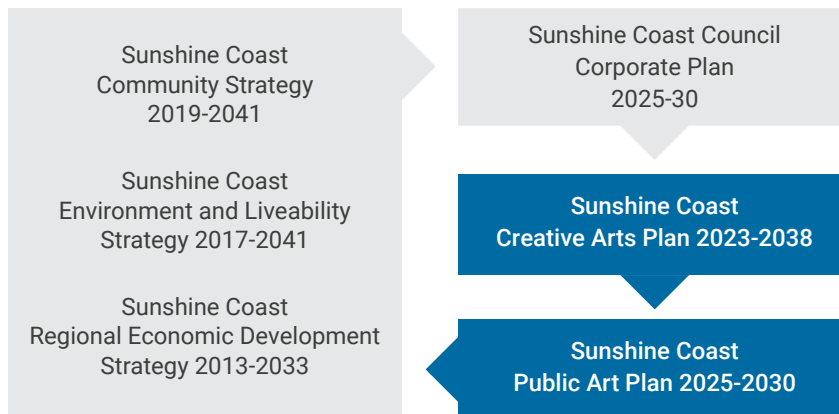 Sunshine Coast
Community Strategy
2019-2041
Sunshine Coast
Environment and Liveability
Strategy 2017-2041
Sunshine Coast
Regional Economic Development
Strategy 2013-2033
Sunshine Coast Council
Corporate Plan
2025-30
Sunshine Coast
Creative Arts Plan 2023-2038
Sunshine Coast
Public Art Plan 2025-2030